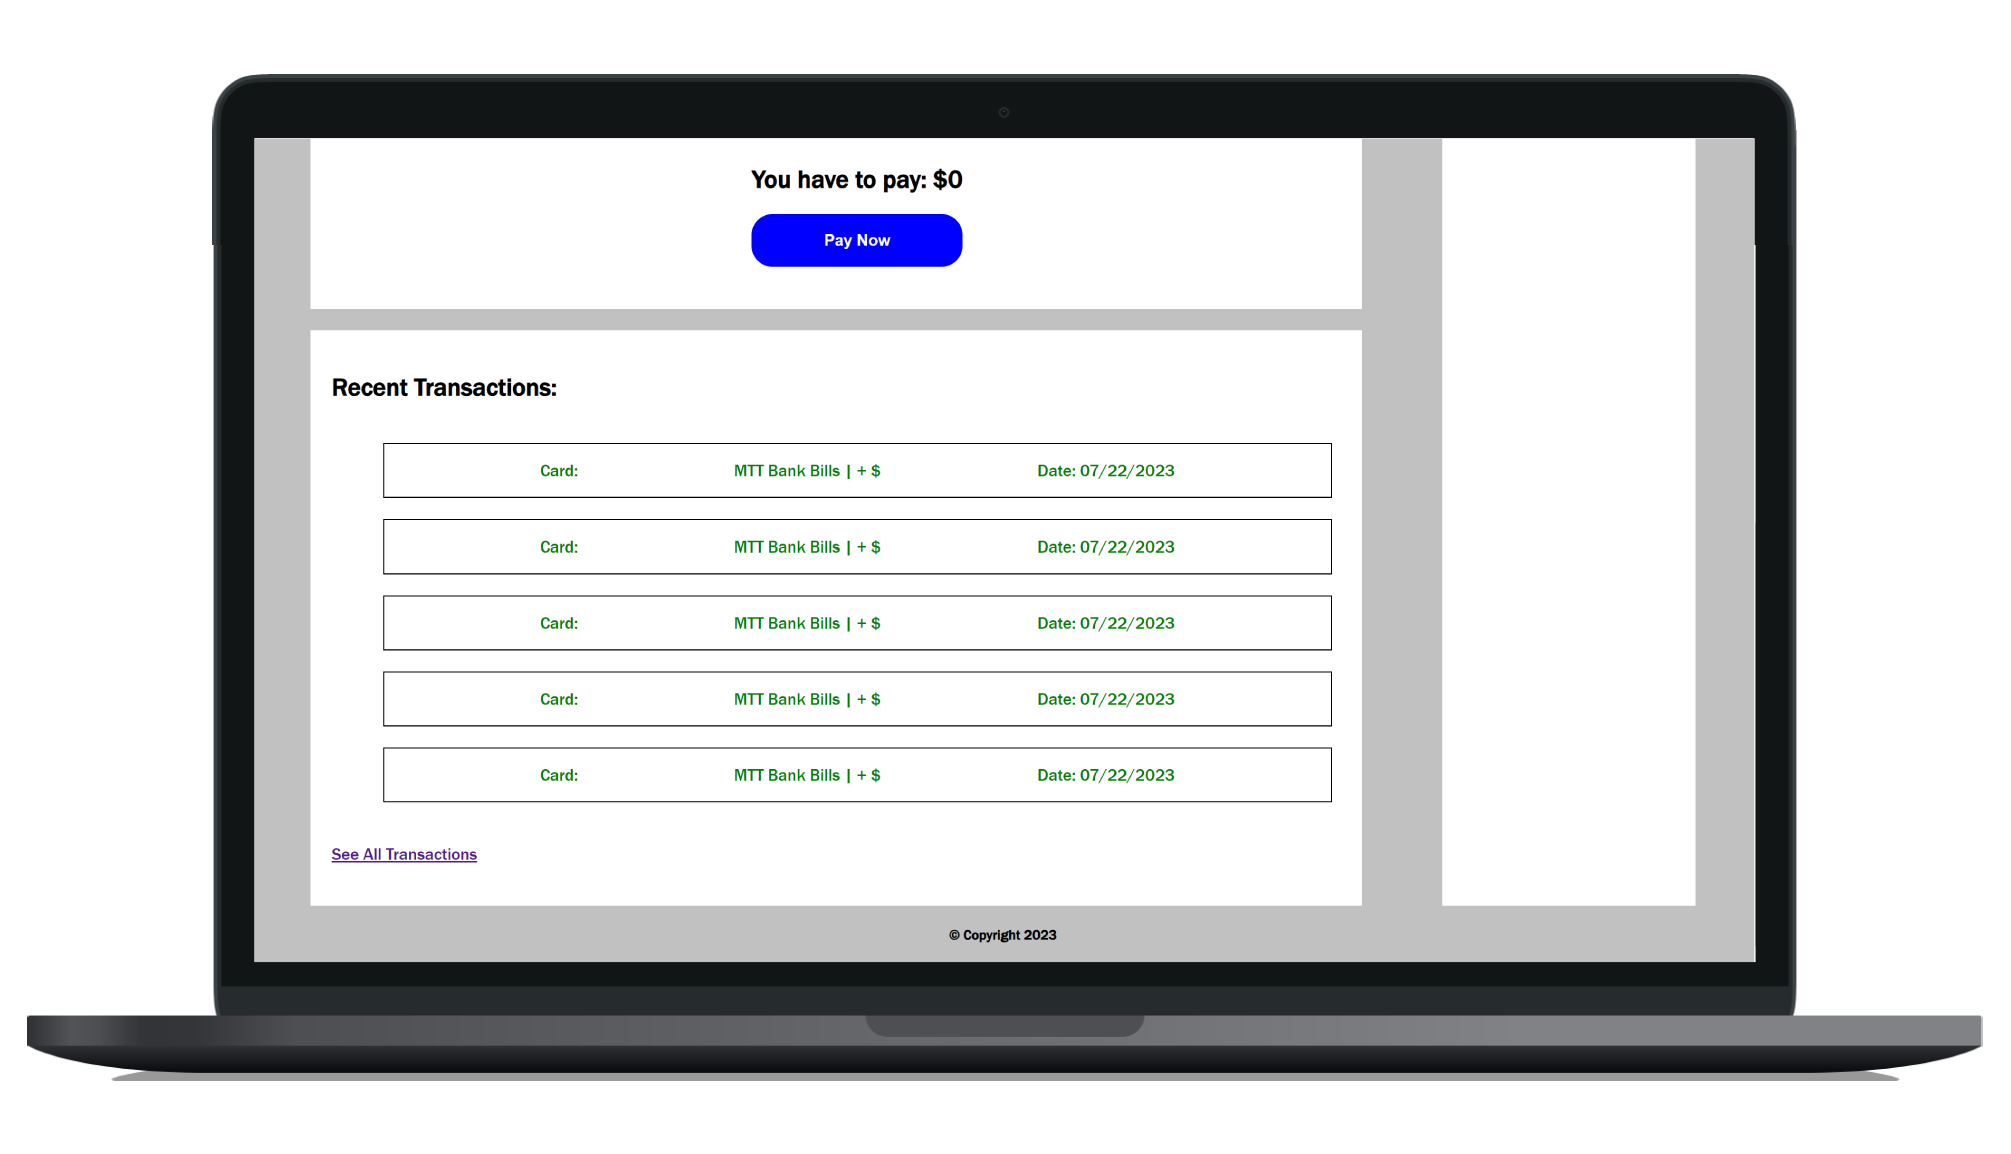 You have to pay: $0
Pay Now
Recent Transactions:
Card: MTT Bank Bills | + $ Date: 07/22/2023
Card: MTT Bank Bills | + $ Date: 07/22/2023
Card: MTT Bank Bills | + $ Date: 07/22/2023
Card: MTT Bank Bills | + $ Date: 07/22/2023
Card: MTT Bank Bills | + $ Date: 07/22/2023
See All Transactions
© Copyright 2023